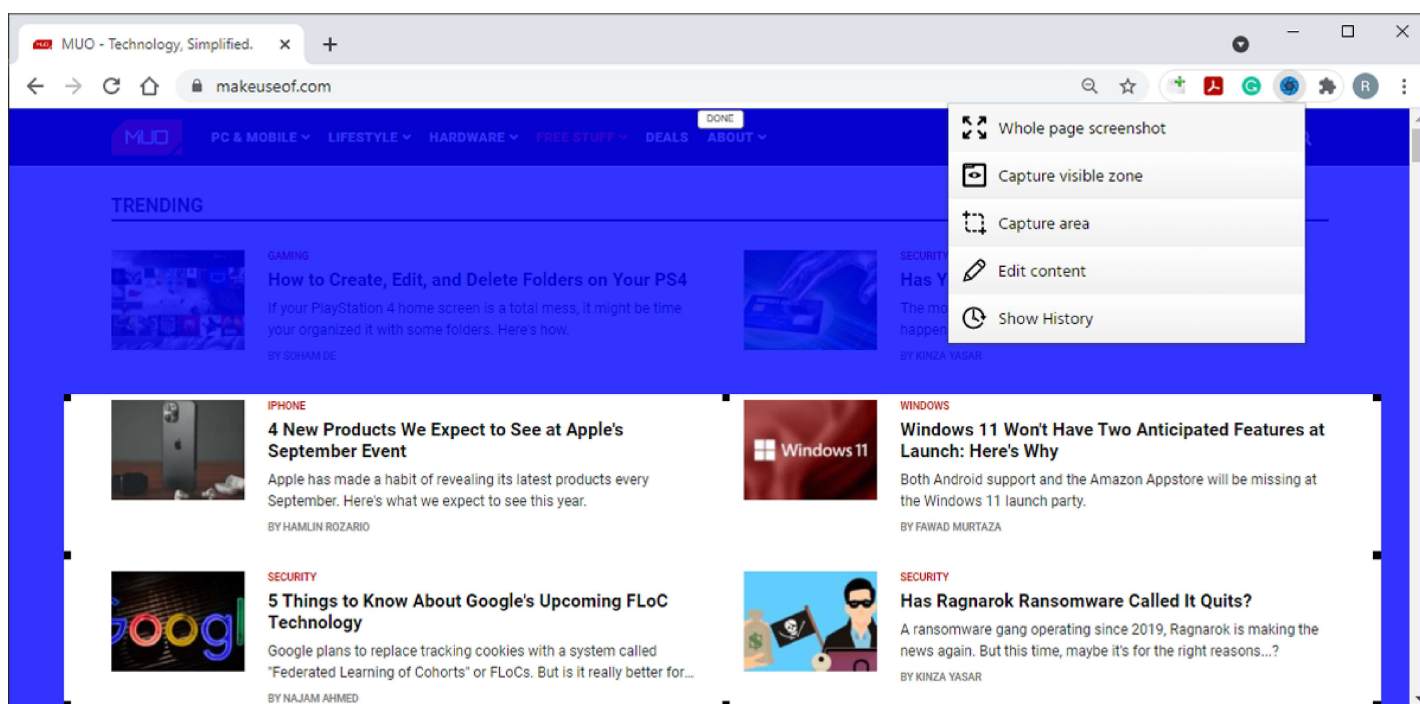 MUO - Technology, Simplified.
makeuseof.com
R
DONE
MUO
PC & MOBILE
LIFESTYLE
HARDWARE
FREE STUFF
DEALS
ABOUT
Whole page screenshot
Capture visible zone
Capture area
Edit content
Show History
TRENDING
GAMING
How to Create, Edit, and Delete Folders on Your PS4
If your PlayStation 4 home screen is a total mess, it might be time
your organized it with some folders. Here's how.
BY SOHAM DE
SECURITY
Has Y
The mo
happen
BY KINZA YASAR
IPHONE
4 New Products We Expect to See at Apple's
September Event
Apple has made a habit of revealing its latest products every
September. Here's what we expect to see this year.
BY HAMLIN ROZARIO
Windows 11
WINDOWS
Windows 11 Won't Have Two Anticipated Features at
Launch: Here's Why
Both Android support and the Amazon Appstore will be missing at
the Windows 11 launch party.
BY FAWAD MURTAZA
Googl
SECURITY
5 Things to Know About Google's Upcoming FLoC
Technology
Google plans to replace tracking cookies with a system called
"Federated Learning of Cohorts" or FLoCs. But is it really better for...
BY NAJAM AHMED
SECURITY
Has Ragnarok Ransomware Called It Quits?
A ransomware gang operating since 2019, Ragnarok is making the
news again. But this time, maybe it's for the right reasons...?
BY KINZA YASAR